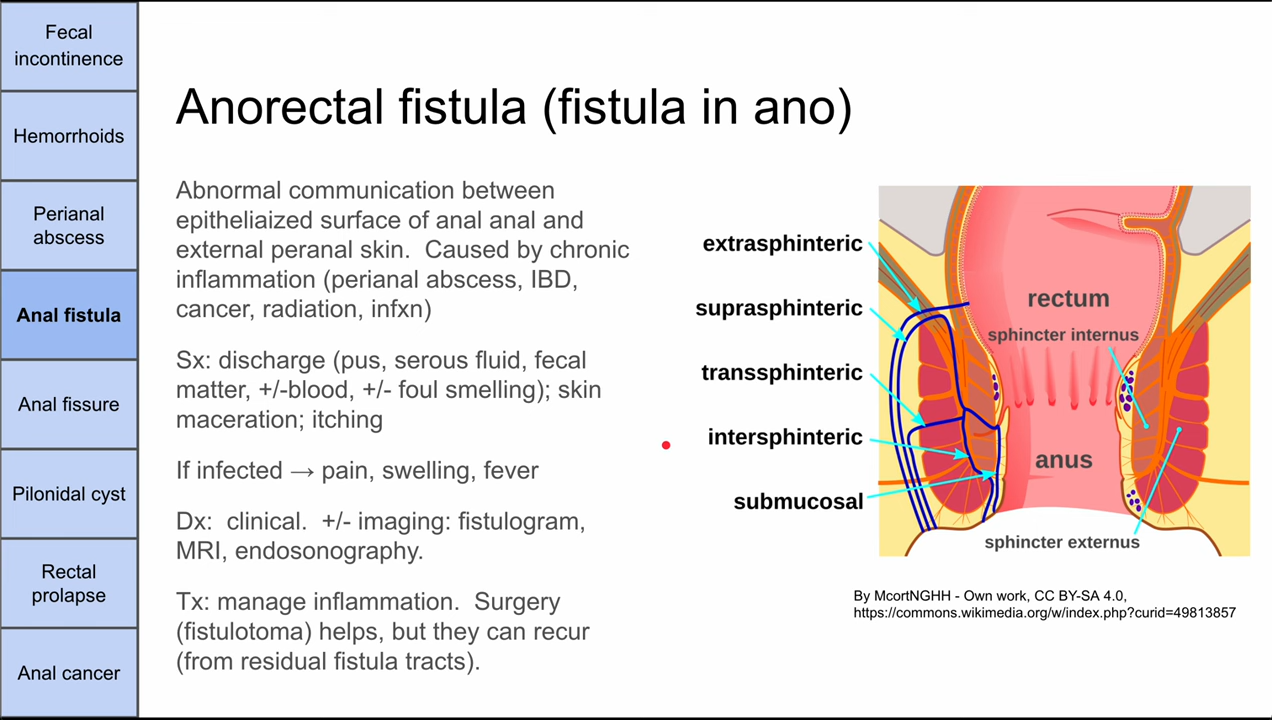 Fecal
incontinence
Hemorrhoids
Perianal
abscess
Anal fistula
Anal fissure
Pilonidal cyst
Rectal
prolapse
Anal cancer
Anorectal fistula (fistula in ano)
Abnormal communication between
epitheliaized surface of anal anal and
external peranal skin.  Caused by chronic
inflammation (perianal abscess, IBD,
cancer, radiation, infxn)
Sx: discharge (pus, serous fluid, fecal
matter, +/-blood, +/- foul smelling); skin
maceration; itching
If infected → pain, swelling, fever
Dx:  clinical.  +/- imaging: fistulogram,
MRI, endosonography.
Tx: manage inflammation.  Surgery
(fistulotoma) helps, but they can recur
(from residual fistula tracts).
extrasphinteric
suprasphinteric
transsphinteric
intersphinteric
submucosal
rectum
sphincter internus
anus
sphincter externus
By McortNGHH - Own work, CC BY-SA 4.0,
https://commons.wikimedia.org/w/index.php?curid=49813857